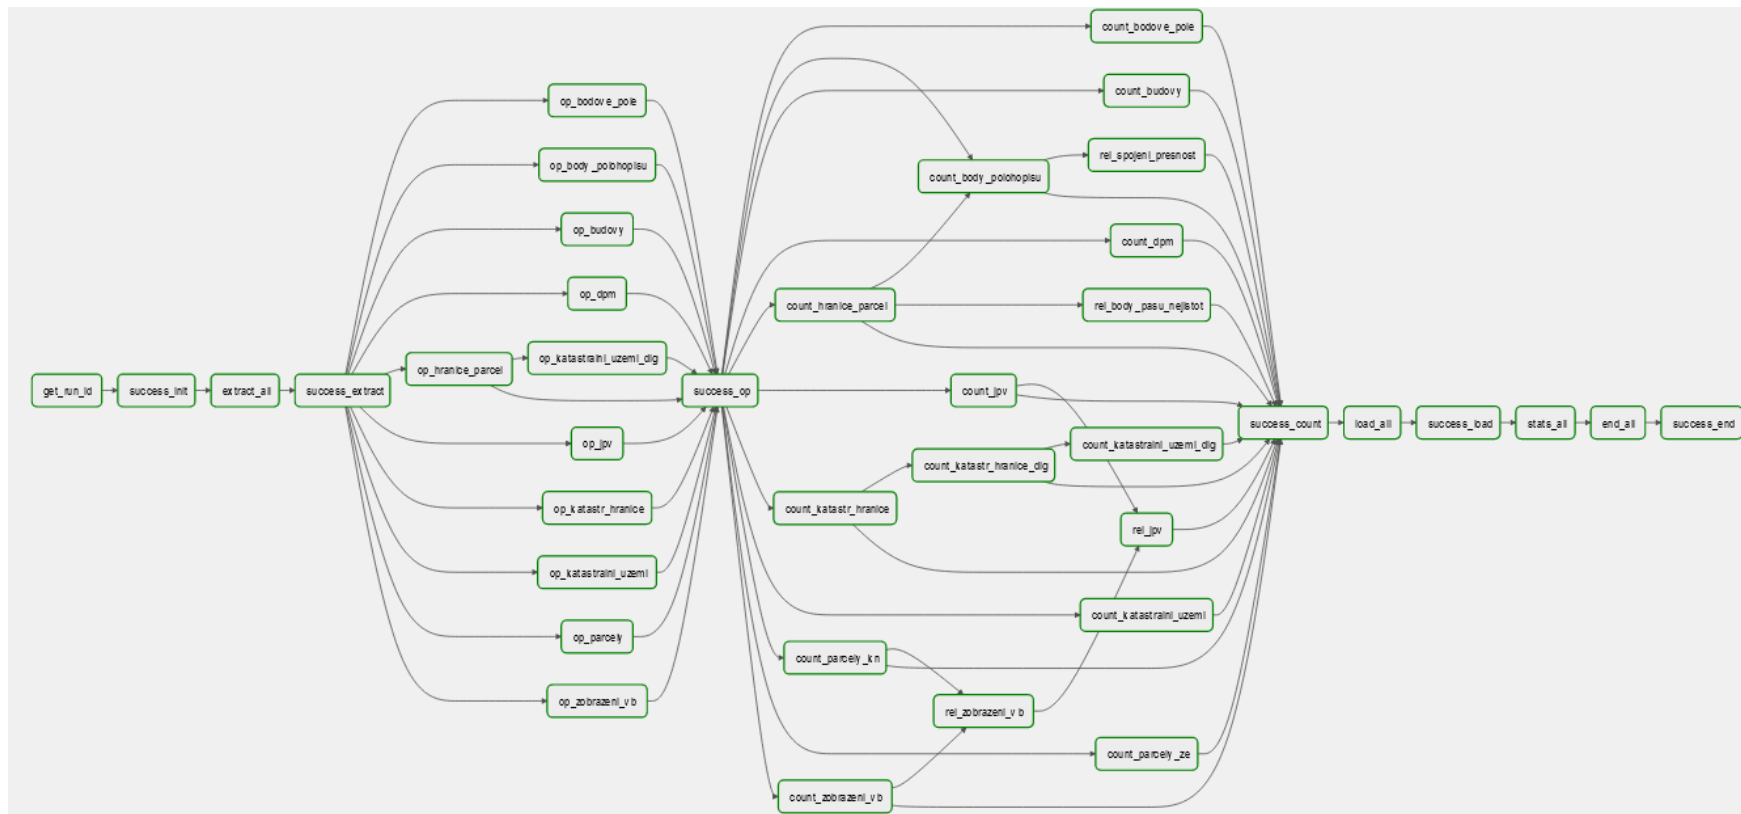 count_bodove_pole
count_budovy
op_bodove_pole
rel_spojeni_presnost
op_body_polohopisu
count_body_polohopisu
op_budovy
count_dpm
op_dpm
count_hranice_parcel
rel_body_pasu_nejistot
op_katastralni_uzemi_dig
op_hranice_parcel
get_run_id
success_init
extract_all
success_extract
success_op
count_jpv
success_count
load_all
success_load
stats_all
end_all
success_end
op_jpv
count_katastralni_uzemi_dig
count_katastr_hranice_dig
op_katastr_hranice
count_katastr_hranice
rel_jpv
op_katastralni_uzemi
count_katastralni_uzemi
op_parcely
count_parcely_kn
op_zobrazeni_vb
rel_zobrazeni_vb
count_parcely_ze
count_zobrazeni_vb